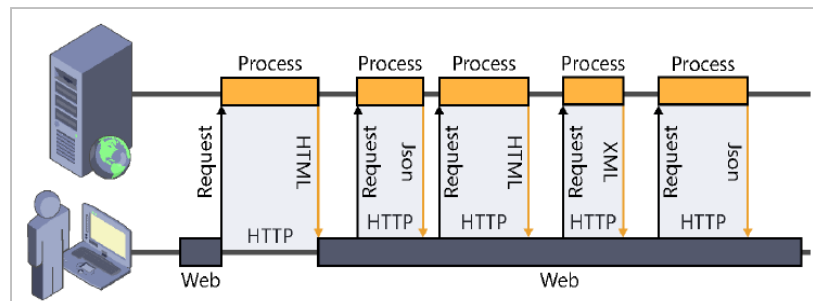 Process Process Process Process Process
Request HTML Request Json Request HTML Request XML Request Json
HTTP HTTP HTTP HTTP HTTP
Web Web